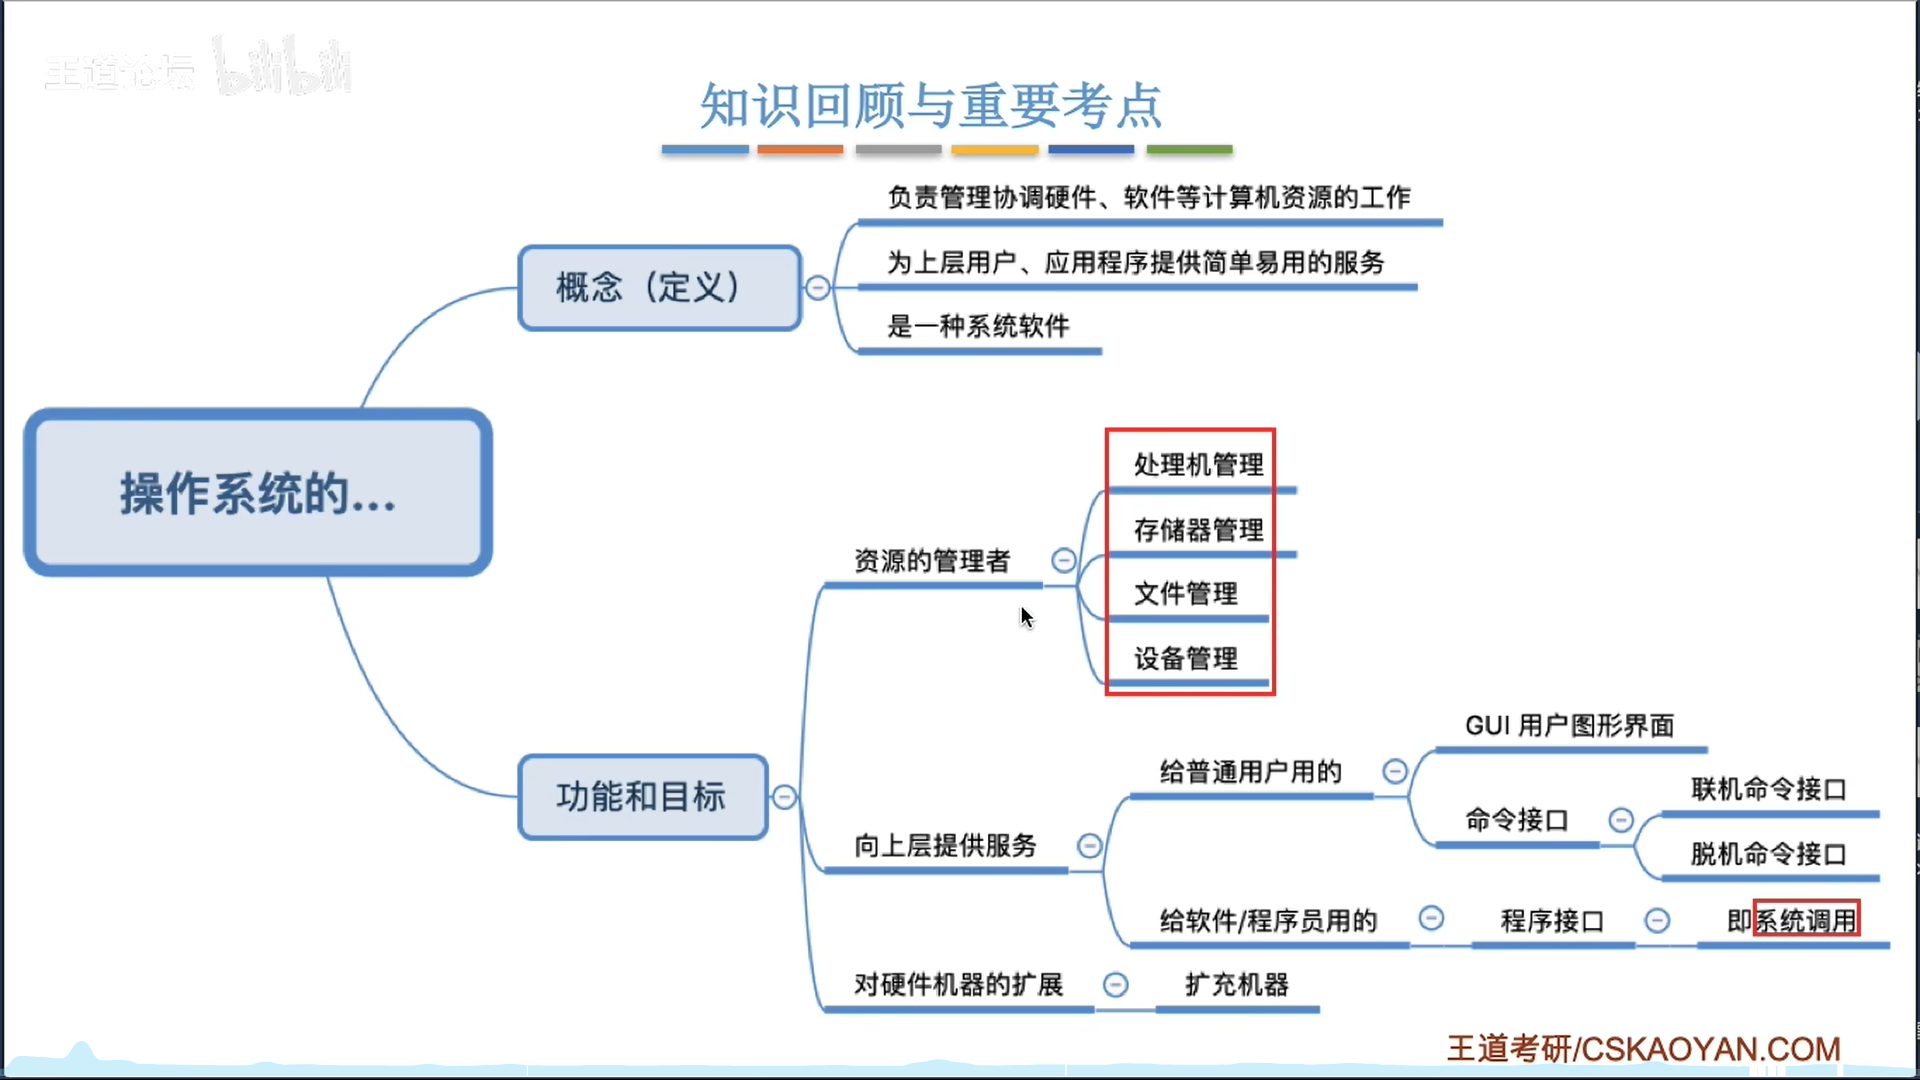 王道论坛 bilibili
知识回顾与重要考点
负责管理协调硬件、软件等计算机资源的工作
概念（定义）
为上层用户、应用程序提供简单易用的服务
是一种系统软件
操作系统的...
处理机管理
存储器管理
资源的管理者
文件管理
设备管理
功能和目标
GUI 用户图形界面
给普通用户用的
联机命令接口
命令接口
脱机命令接口
向上层提供服务
给软件/程序员用的
程序接口
即系统调用
对硬件机器的扩展
扩充机器
王道考研/CSKAOYAN.COM